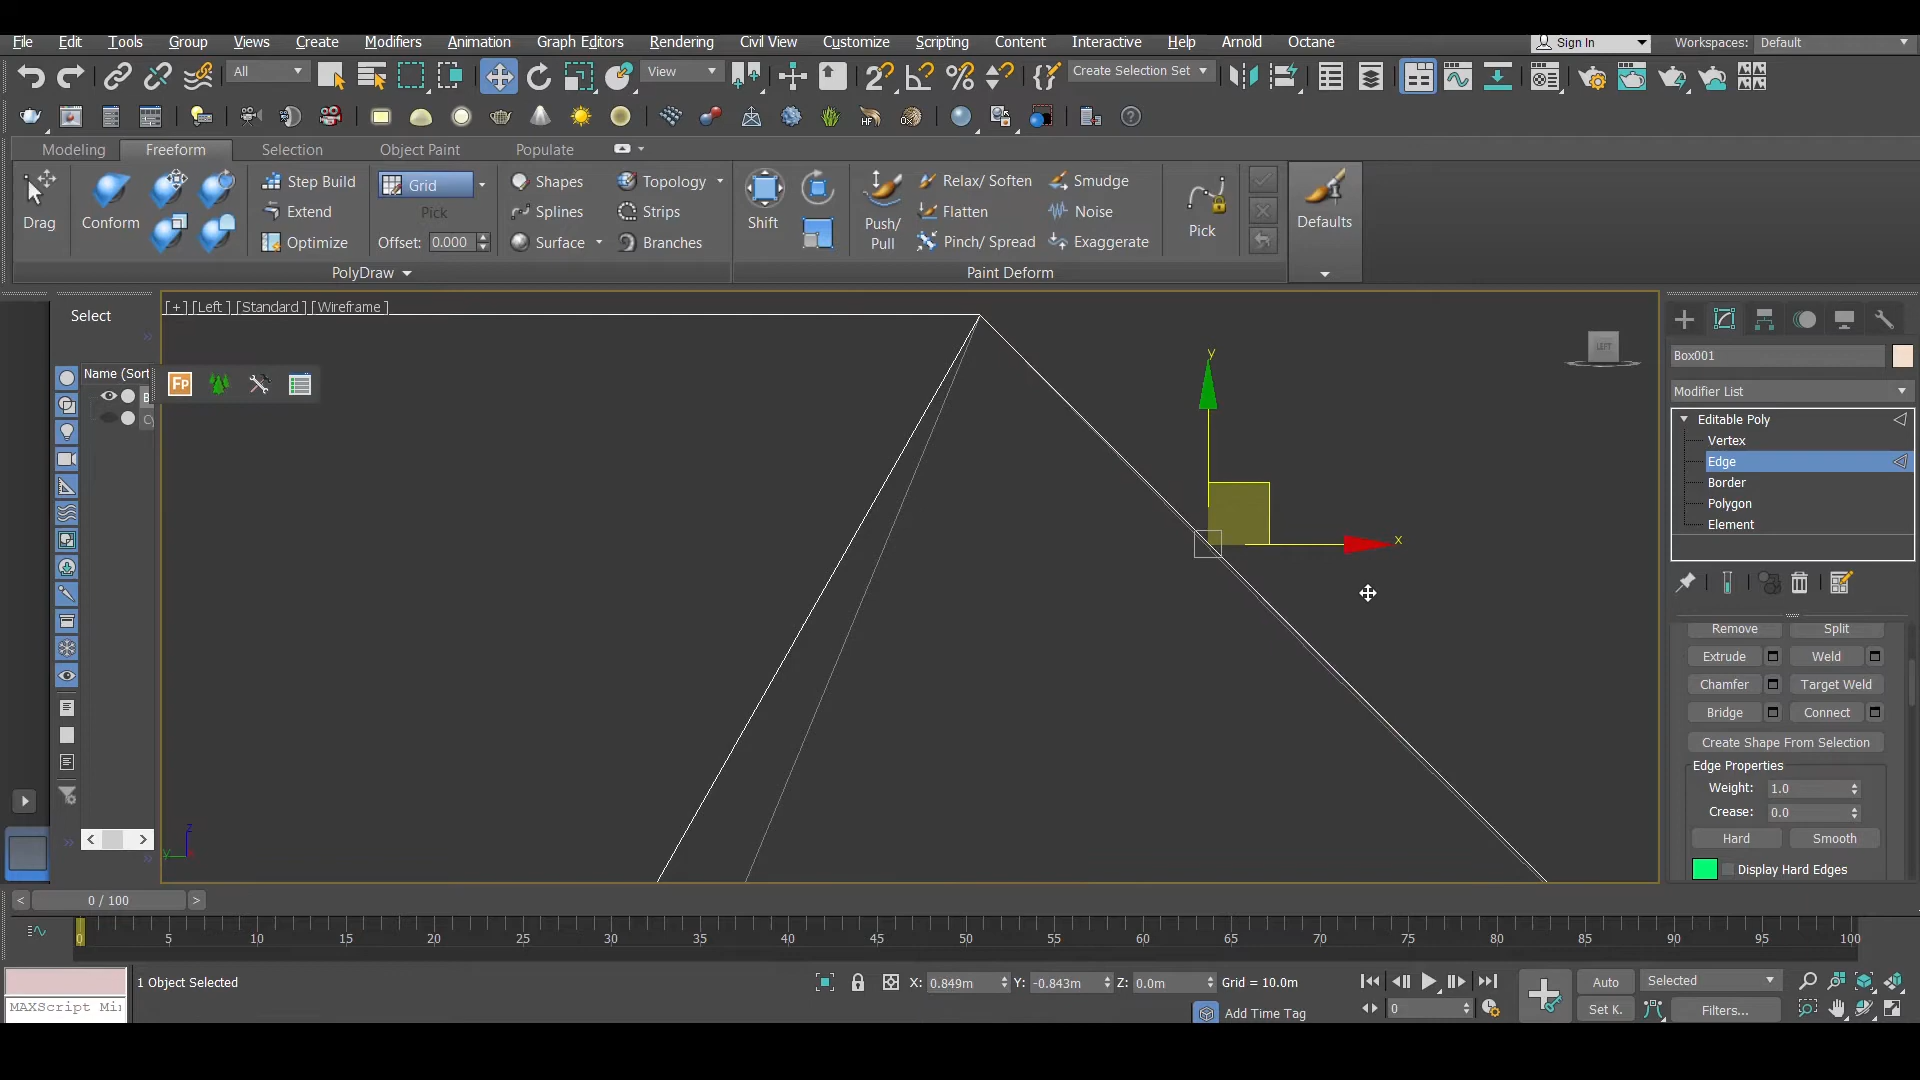 File Edit Tools Group Views Create Modifiers Animation Graph Editors Rendering Civil View Customize Scripting Content Interactive Help Arnold Octane Sign In Workspaces: Default
All View Create Selection Set
Modeling Freeform Selection Object Paint Populate
Step Build Grid Shapes Topology Relax/Soften Smudge
Drag Conform Extend Pick Splines Strips Shift Push/Pull Flatten Noise Pick Defaults
Optimize Offset: 0.000 Surface Branches Pinch/Spread Exaggerate
PolyDraw Paint Deform
[+] [Left] [Standard] [Wireframe]
Select
LEFT
Box001
Name (Sort
Fp
Modifier List
Editable Poly
Vertex
Edge
Border
Polygon
Element
y
x
Remove Split
Extrude Weld
Chamfer Target Weld
Bridge Connect
Create Shape From Selection
Edge Properties
Weight: 1.0
Crease: 0.0
Hard Smooth
Display Hard Edges
z
y
0 / 100
0 5 10 15 20 25 30 35 40 45 50 55 60 65 70 75 80 85 90 95 100
1 Object Selected X: 0.849m Y: -0.843m Z: 0.0m Grid = 10.0m Auto Selected
MAXScript Mi Add Time Tag 0 Set K. Filters...